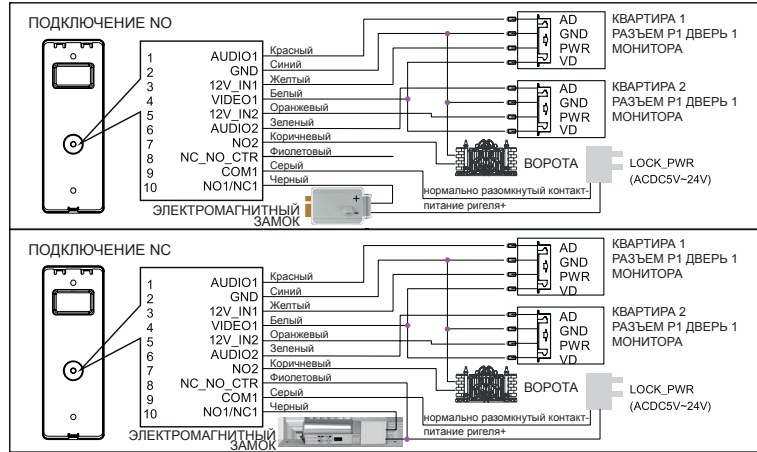 ПОДКЛЮЧЕНИЕ NO
1 AUDIO1 Красный
2 GND Синий
3 12V_IN1 Желтый
4 VIDEO1 Белый
5 12V_IN2 Оранжевый
6 AUDIO2 Зеленый
7 NO2 Коричневый
8 NC_NO_CTR Фиолетовый
9 COM1 Серый
10 NO1/NC1 Черный
AD
GND
PWR
VD
КВАРТИРА 1
РАЗЪЕМ P1 ДВЕРЬ 1
МОНИТОРА
AD
GND
PWR
VD
КВАРТИРА 2
РАЗЪЕМ P1 ДВЕРЬ 1
МОНИТОРА
ВОРОТА
LOCK_PWR
(ACDC5V~24V)
нормально разомкнутый контакт-
питание ригеля+
+
-
ЭЛЕКТРОМАГНИТНЫЙ
ЗАМОК
ПОДКЛЮЧЕНИЕ NC
1 AUDIO1 Красный
2 GND Синий
3 12V_IN1 Желтый
4 VIDEO1 Белый
5 12V_IN2 Оранжевый
6 AUDIO2 Зеленый
7 NO2 Коричневый
8 NC_NO_CTR Фиолетовый
9 COM1 Серый
10 NO1/NC1 Черный
AD
GND
PWR
VD
КВАРТИРА 1
РАЗЪЕМ P1 ДВЕРЬ 1
МОНИТОРА
AD
GND
PWR
VD
КВАРТИРА 2
РАЗЪЕМ P1 ДВЕРЬ 1
МОНИТОРА
ВОРОТА
LOCK_PWR
(ACDC5V~24V)
нормально разомкнутый контакт-
питание ригеля+
ЭЛЕКТРОМАГНИТНЫЙ
ЗАМОК